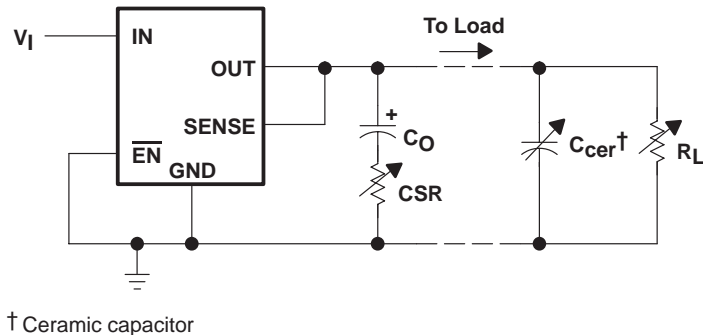 To Load
VI
IN
OUT
SENSE
+
CO
EN
GND
CSR
Ccer†
RL
† Ceramic capacitor